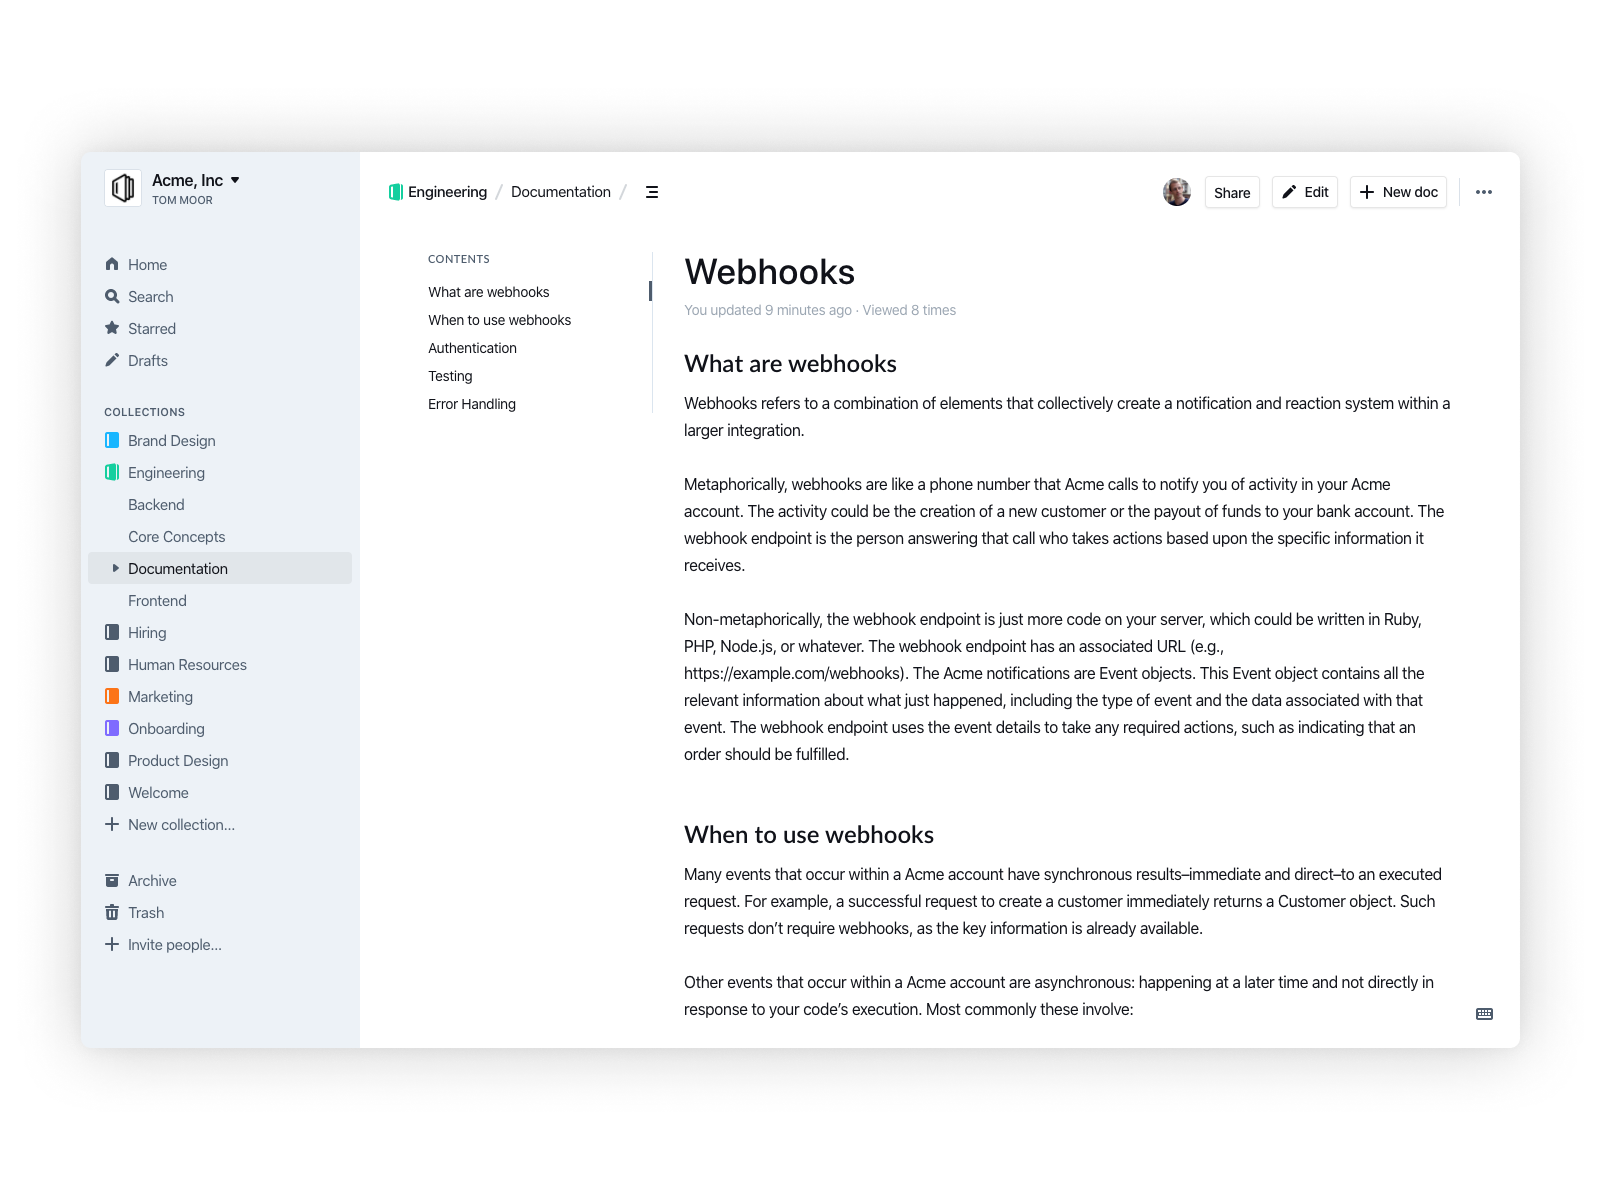 Acme, Inc
TOM MOOR
Home
Search
Starred
Drafts
COLLECTIONS
Brand Design
Engineering
Backend
Core Concepts
Documentation
Frontend
Hiring
Human Resources
Marketing
Onboarding
Product Design
Welcome
New collection...
Archive
Trash
Invite people...
Engineering / Documentation /
Share
Edit
New doc
CONTENTS
What are webhooks
When to use webhooks
Authentication
Testing
Error Handling
Webhooks
You updated 9 minutes ago · Viewed 8 times
What are webhooks
Webhooks refers to a combination of elements that collectively create a notification and reaction system within a
larger integration.
Metaphorically, webhooks are like a phone number that Acme calls to notify you of activity in your Acme
account. The activity could be the creation of a new customer or the payout of funds to your bank account. The
webhook endpoint is the person answering that call who takes actions based upon the specific information it
receives.
Non-metaphorically, the webhook endpoint is just more code on your server, which could be written in Ruby,
PHP, Node.js, or whatever. The webhook endpoint has an associated URL (e.g.,
https://example.com/webhooks). The Acme notifications are Event objects. This Event object contains all the
relevant information about what just happened, including the type of event and the data associated with that
event. The webhook endpoint uses the event details to take any required actions, such as indicating that an
order should be fulfilled.
When to use webhooks
Many events that occur within a Acme account have synchronous results–immediate and direct–to an executed
request. For example, a successful request to create a customer immediately returns a Customer object. Such
requests don’t require webhooks, as the key information is already available.
Other events that occur within a Acme account are asynchronous: happening at a later time and not directly in
response to your code’s execution. Most commonly these involve: